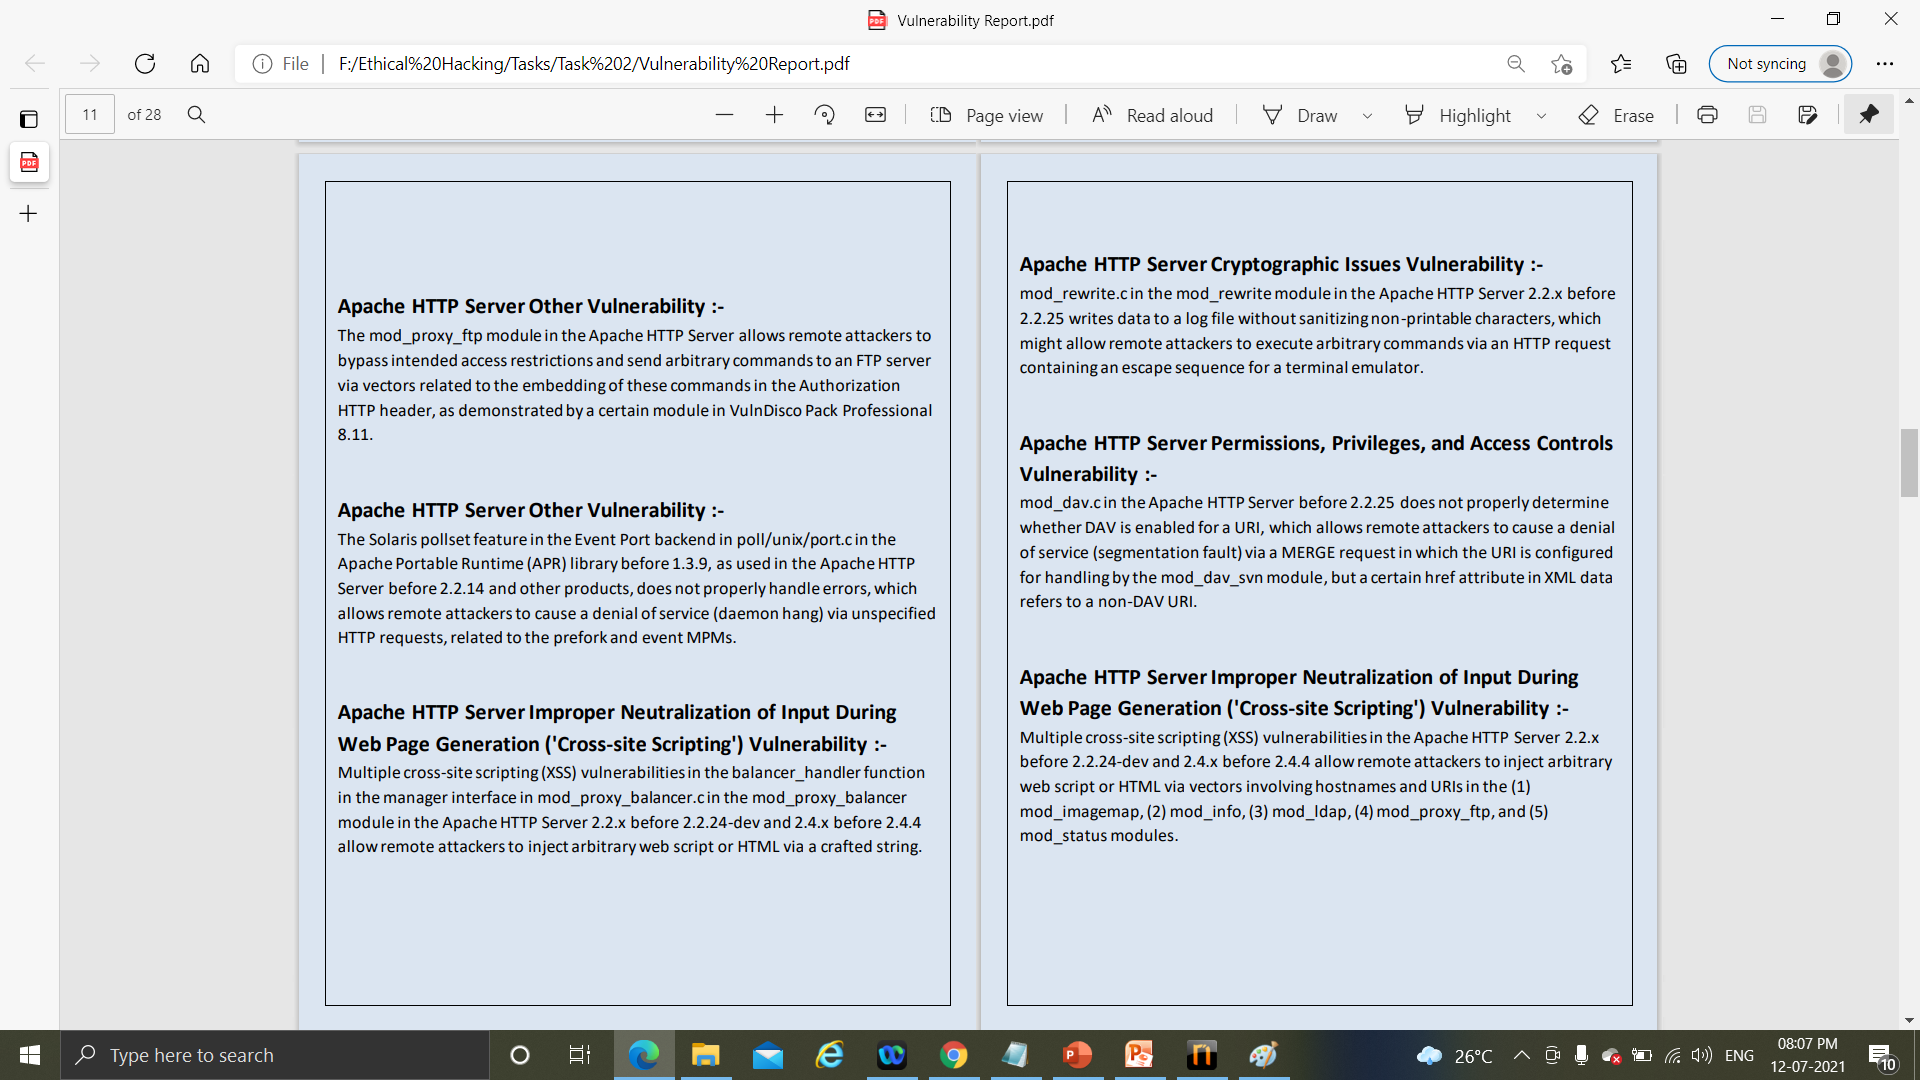 Vulnerability Report.pdf
File
F:/Ethical%20Hacking/Tasks/Task%202/Vulnerability%20Report.pdf
Not syncing
11 of 28
Page view
Read aloud
Draw
Highlight
Erase
Apache HTTP Server Other Vulnerability :-
The mod_proxy_ftp module in the Apache HTTP Server allows remote attackers to
bypass intended access restrictions and send arbitrary commands to an FTP server
via vectors related to the embedding of these commands in the Authorization
HTTP header, as demonstrated by a certain module in VulnDisco Pack Professional
8.11.
Apache HTTP Server Other Vulnerability :-
The Solaris pollset feature in the Event Port backend in poll/unix/port.c in the
Apache Portable Runtime (APR) library before 1.3.9, as used in the Apache HTTP
Server before 2.2.14 and other products, does not properly handle errors, which
allows remote attackers to cause a denial of service (daemon hang) via unspecified
HTTP requests, related to the prefork and event MPMs.
Apache HTTP Server Improper Neutralization of Input During
Web Page Generation ('Cross-site Scripting') Vulnerability :-
Multiple cross-site scripting (XSS) vulnerabilities in the balancer_handler function
in the manager interface in mod_proxy_balancer.c in the mod_proxy_balancer
module in the Apache HTTP Server 2.2.x before 2.2.24-dev and 2.4.x before 2.4.4
allow remote attackers to inject arbitrary web script or HTML via a crafted string.
Apache HTTP Server Cryptographic Issues Vulnerability :-
mod_rewrite.c in the mod_rewrite module in the Apache HTTP Server 2.2.x before
2.2.25 writes data to a log file without sanitizing non-printable characters, which
might allow remote attackers to execute arbitrary commands via an HTTP request
containing an escape sequence for a terminal emulator.
Apache HTTP Server Permissions, Privileges, and Access Controls
Vulnerability :-
mod_dav.c in the Apache HTTP Server before 2.2.25 does not properly determine
whether DAV is enabled for a URI, which allows remote attackers to cause a denial
of service (segmentation fault) via a MERGE request in which the URI is configured
for handling by the mod_dav_svn module, but a certain href attribute in XML data
refers to a non-DAV URI.
Apache HTTP Server Improper Neutralization of Input During
Web Page Generation ('Cross-site Scripting') Vulnerability :-
Multiple cross-site scripting (XSS) vulnerabilities in the Apache HTTP Server 2.2.x
before 2.2.24-dev and 2.4.x before 2.4.4 allow remote attackers to inject arbitrary
web script or HTML via vectors involving hostnames and URIs in the (1)
mod_imagemap, (2) mod_info, (3) mod_ldap, (4) mod_proxy_ftp, and (5)
mod_status modules.
Type here to search
26°C
ENG
08:07 PM
12-07-2021
10